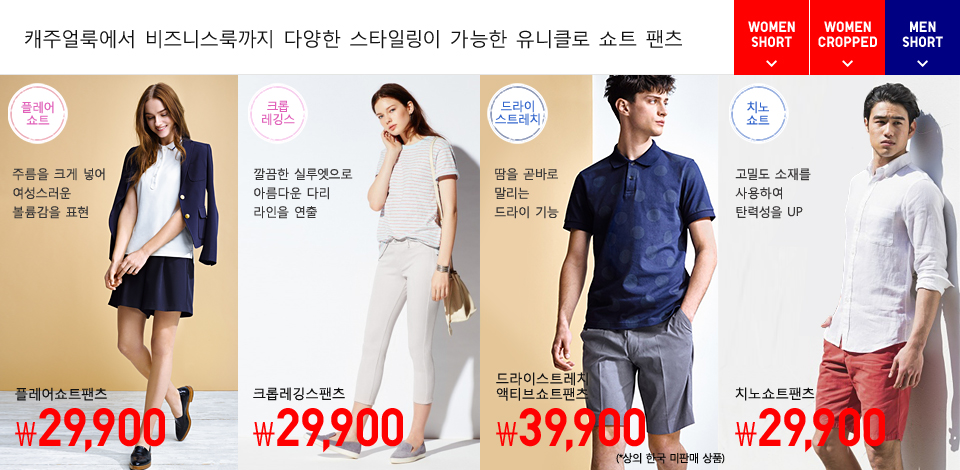 캐주얼룩에서 비즈니스룩까지 다양한 스타일링이 가능한 유니클로 쇼트 팬츠
WOMEN
SHORT
WOMEN
CROPPED
MEN
SHORT
플레어
쇼트
주름을 크게 넣어
여성스러운
볼륨감을 표현
플레어쇼트팬츠
₩29,900
크롭
레깅스
깔끔한 실루엣으로
아름다운 다리
라인을 연출
크롭레깅스팬츠
₩29,900
드라이
스트레치
땀을 곧바로
말리는
드라이 기능
드라이스트레치
액티브쇼트팬츠
₩39,900
(*상의 한국 미판매 상품)
치노
쇼트
고밀도 소재를
사용하여
탄력성을 UP
치노쇼트팬츠
₩29,900